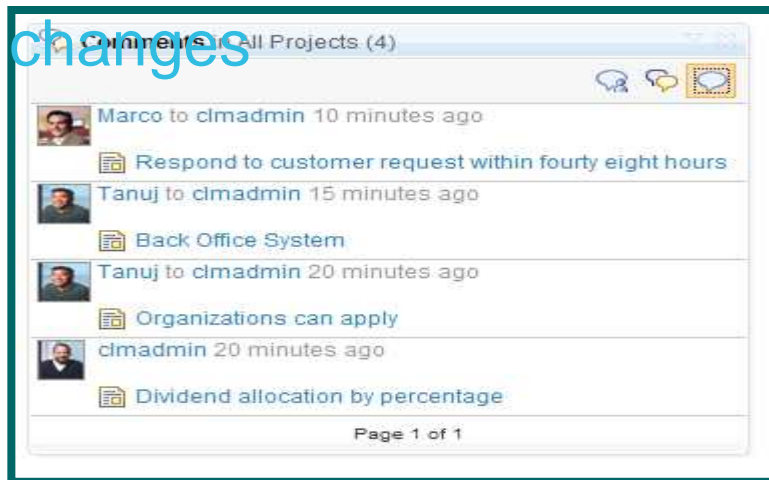 changes
Comments in All Projects (4)
Marco to clmadmin 10 minutes ago
Respond to customer request within fourty eight hours
Tanuj to clmadmin 15 minutes ago
Back Office System
Tanuj to clmadmin 20 minutes ago
Organizations can apply
clmadmin 20 minutes ago
Dividend allocation by percentage
Page 1 of 1